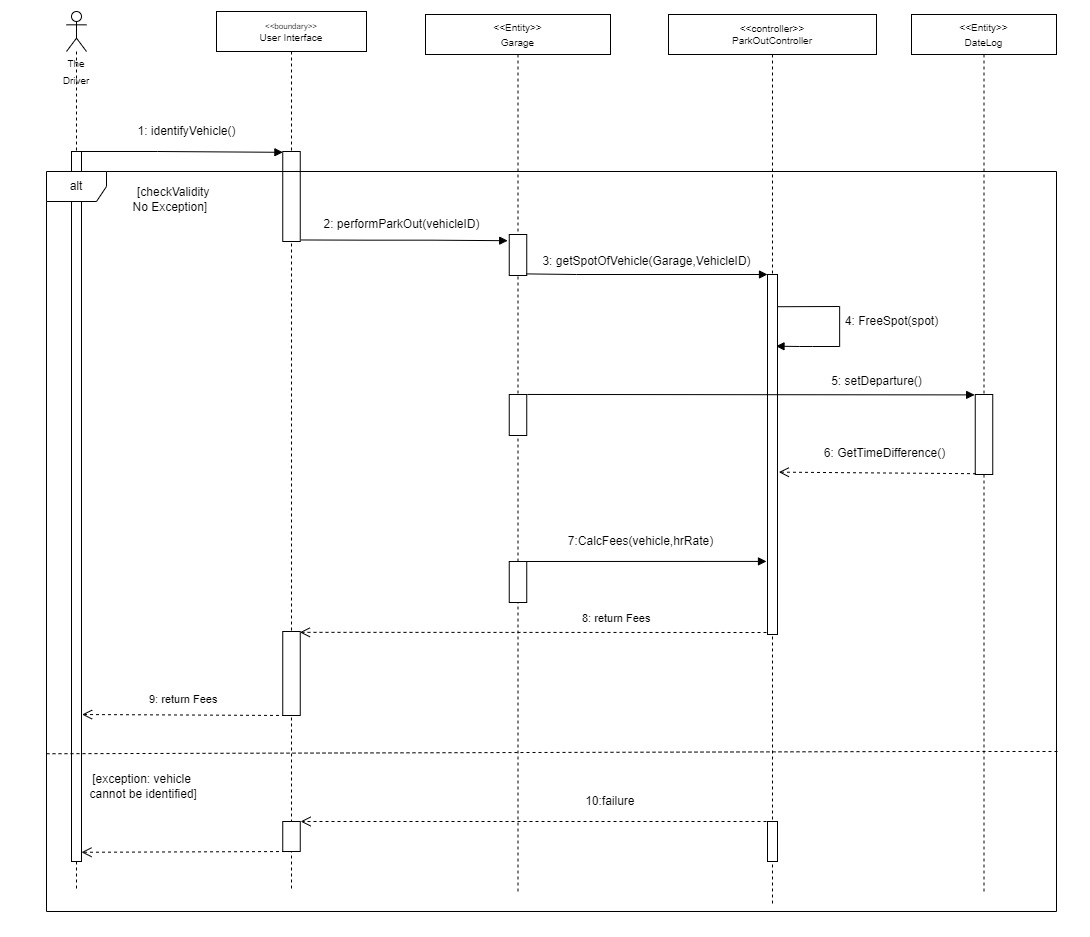 The
Driver
<<boundary>>
User Interface
<<Entity>>
Garage
<<controller>>
ParkOutController
<<Entity>>
DateLog
1: identifyVehicle()
alt
[checkValidity
No Exception]
2: performParkOut(vehicleID)
3: getSpotOfVehicle(Garage,VehicleID)
4: FreeSpot(spot)
5: setDeparture()
6: GetTimeDifference()
7:CalcFees(vehicle,hrRate)
8: return Fees
9: return Fees
[exception: vehicle
cannot be identified]
10:failure